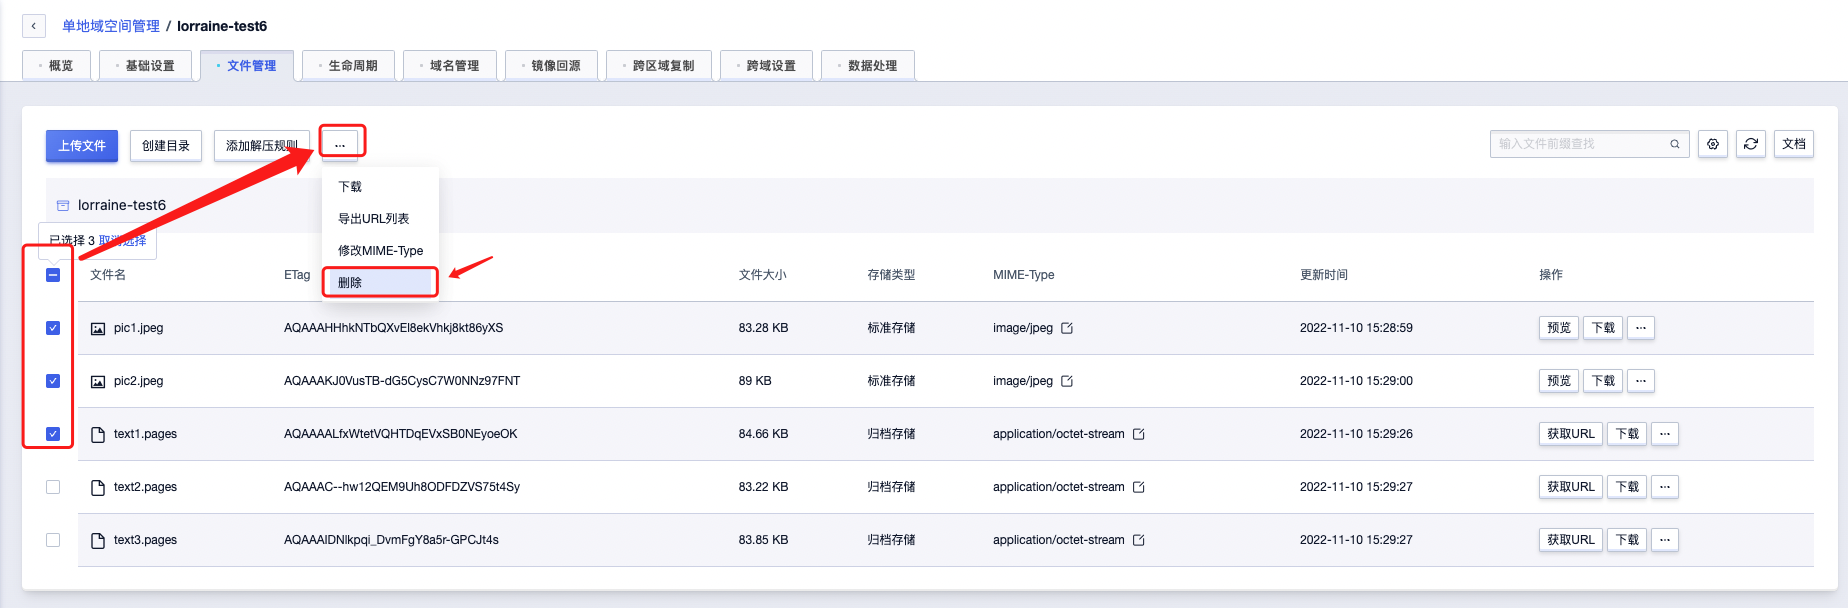 单地域空间管理 / lorraine-test6
概览 基础设置 文件管理 生命周期 域名管理 镜像回源 跨区域复制 跨域设置 数据处理
上传文件 创建目录 添加解压规则 ... 输入文件前缀查找 文档
下载
lorraine-test6
导出URL列表
已选择 3 取消选择
修改MIME-Type
删除
文件名 ETag 文件大小 存储类型 MIME-Type 更新时间 操作
pic1.jpeg AQAAAHHhkNTbQXvEl8ekVhkj8kt86yXS 83.28 KB 标准存储 image/jpeg 2022-11-10 15:28:59 预览 下载 ...
pic2.jpeg AQAAAKJ0VusTB-dG5CysC7W0NNz97FNT 89 KB 标准存储 image/jpeg 2022-11-10 15:29:00 预览 下载 ...
text1.pages AQAAAALfxWtetVQHTDqEVxSB0NEyoeOK 84.66 KB 归档存储 application/octet-stream 2022-11-10 15:29:26 获取URL 下载 ...
text2.pages AQAAAC--hw12QEM9Uh8ODFDZVS75t4Sy 83.22 KB 归档存储 application/octet-stream 2022-11-10 15:29:27 获取URL 下载 ...
text3.pages AQAAAIDNlkpqi_DvmFgY8a5r-GPCJt4s 83.85 KB 归档存储 application/octet-stream 2022-11-10 15:29:27 获取URL 下载 ...